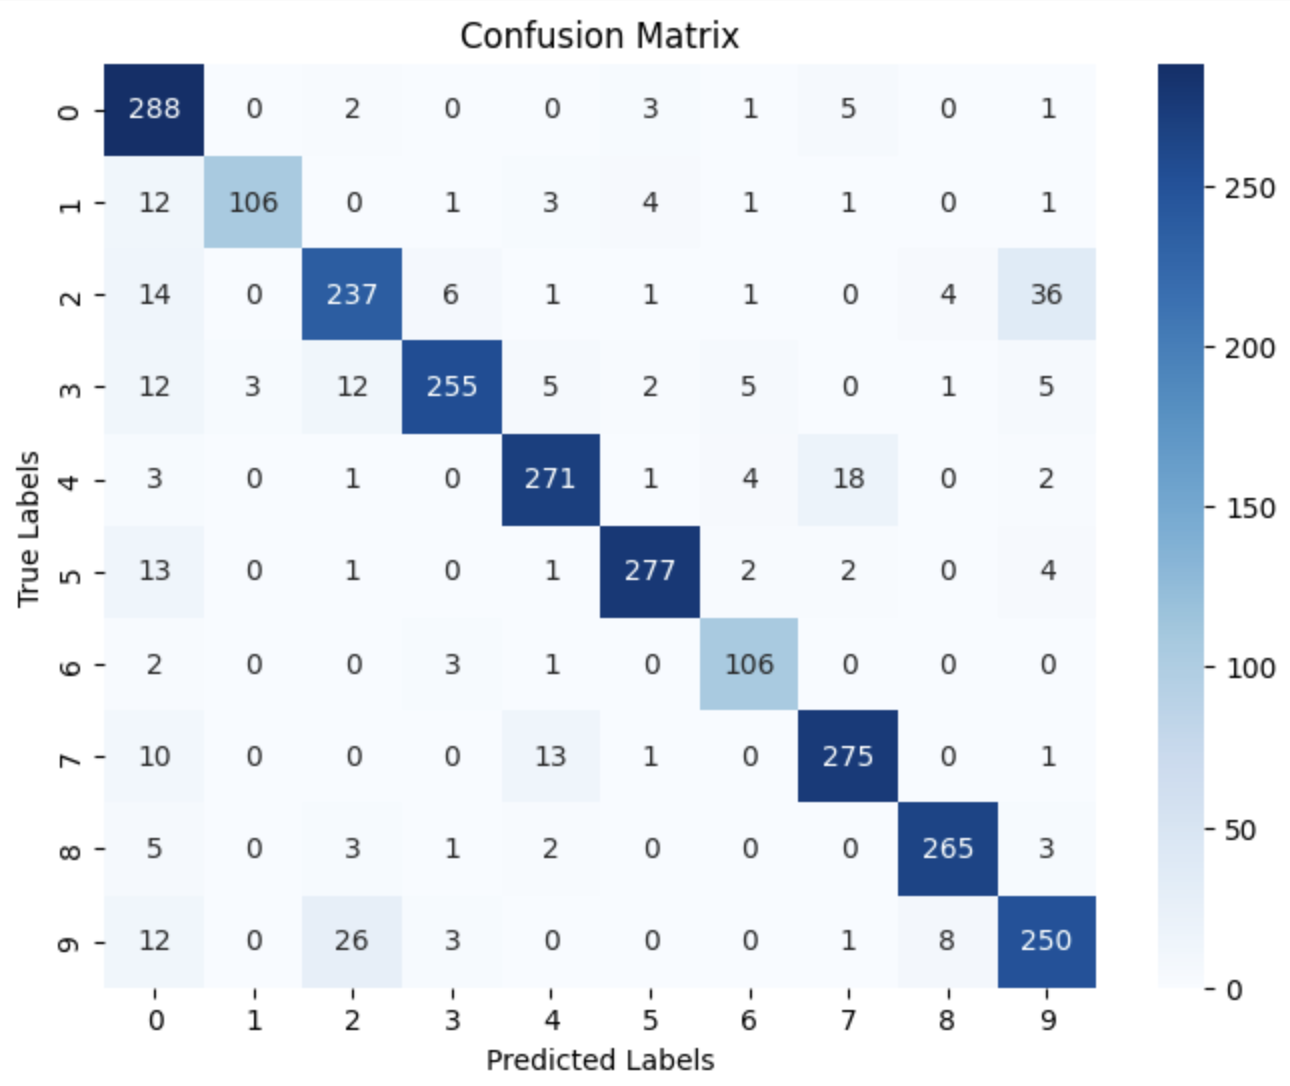 Confusion Matrix
0 288 0 2 0 0 3 1 5 0 1
1 12 106 0 1 3 4 1 1 0 1
2 14 0 237 6 1 1 1 0 4 36
3 12 3 12 255 5 2 5 0 1 5
4 3 0 1 0 271 1 4 18 0 2
5 13 0 1 0 1 277 2 2 0 4
6 2 0 0 3 1 0 106 0 0 0
7 10 0 0 0 13 1 0 275 0 1
8 5 0 3 1 2 0 0 0 265 3
9 12 0 26 3 0 0 0 1 8 250
0 1 2 3 4 5 6 7 8 9
Predicted Labels
True Labels
250
200
150
100
50
0